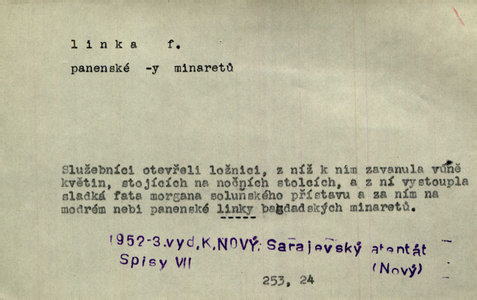 linka f.
panenské -y minaretů
Služebníci otevřeli ložnici, z níž k nim zavanula vůně
květin, stojících na nočních stolcích, a z ní vystoupla
sladká fata morgana solunského přístavu a za ním na
modrém nebi panenské linky bagdadských minaretů.
1952-3.vyd.K.NOVÝ: Sarajevský atentát
Spisy VII (Nový)
253, 24